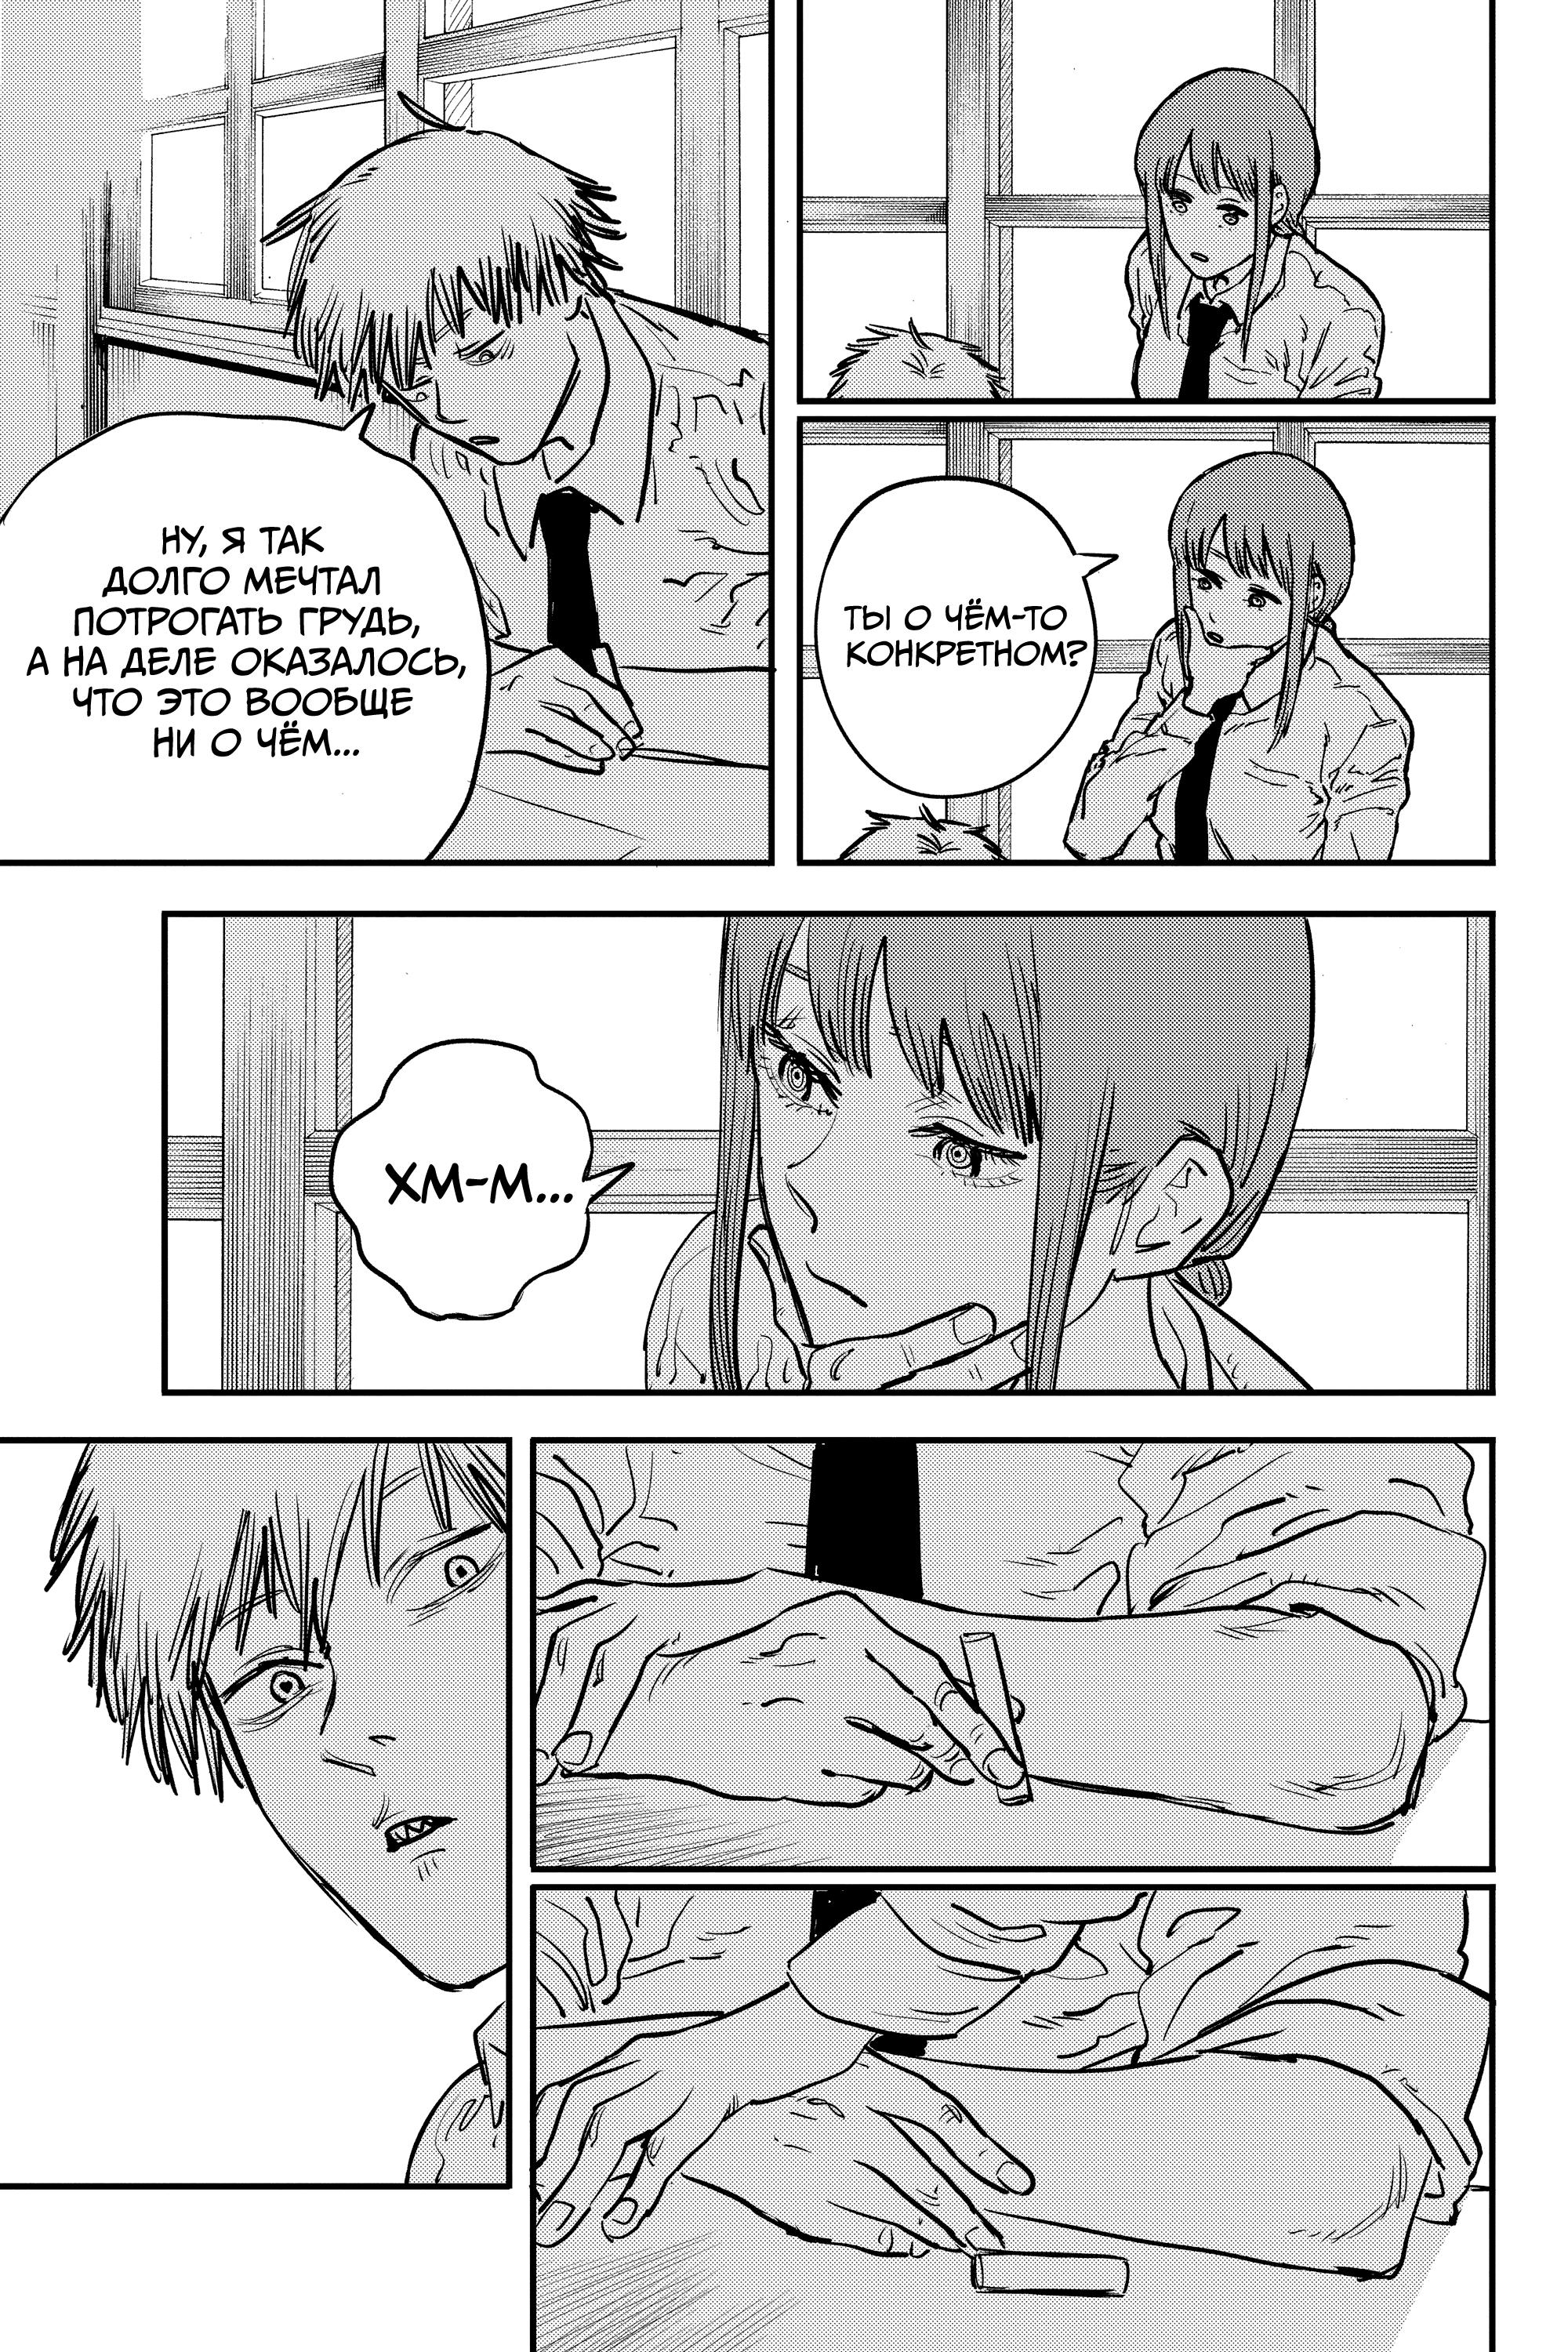 ТЫ О ЧЁМ-ТО
КОНКРЕТНОМ?
НУ, Я ТАК
ДОЛГО МЕЧТАЛ
ПОТРОГАТЬ ГРУДЬ,
А НА ДЕЛЕ ОКАЗАЛОСЬ,
ЧТО ЭТО ВООБЩЕ
НИ О ЧЁМ...
ХМ-М...